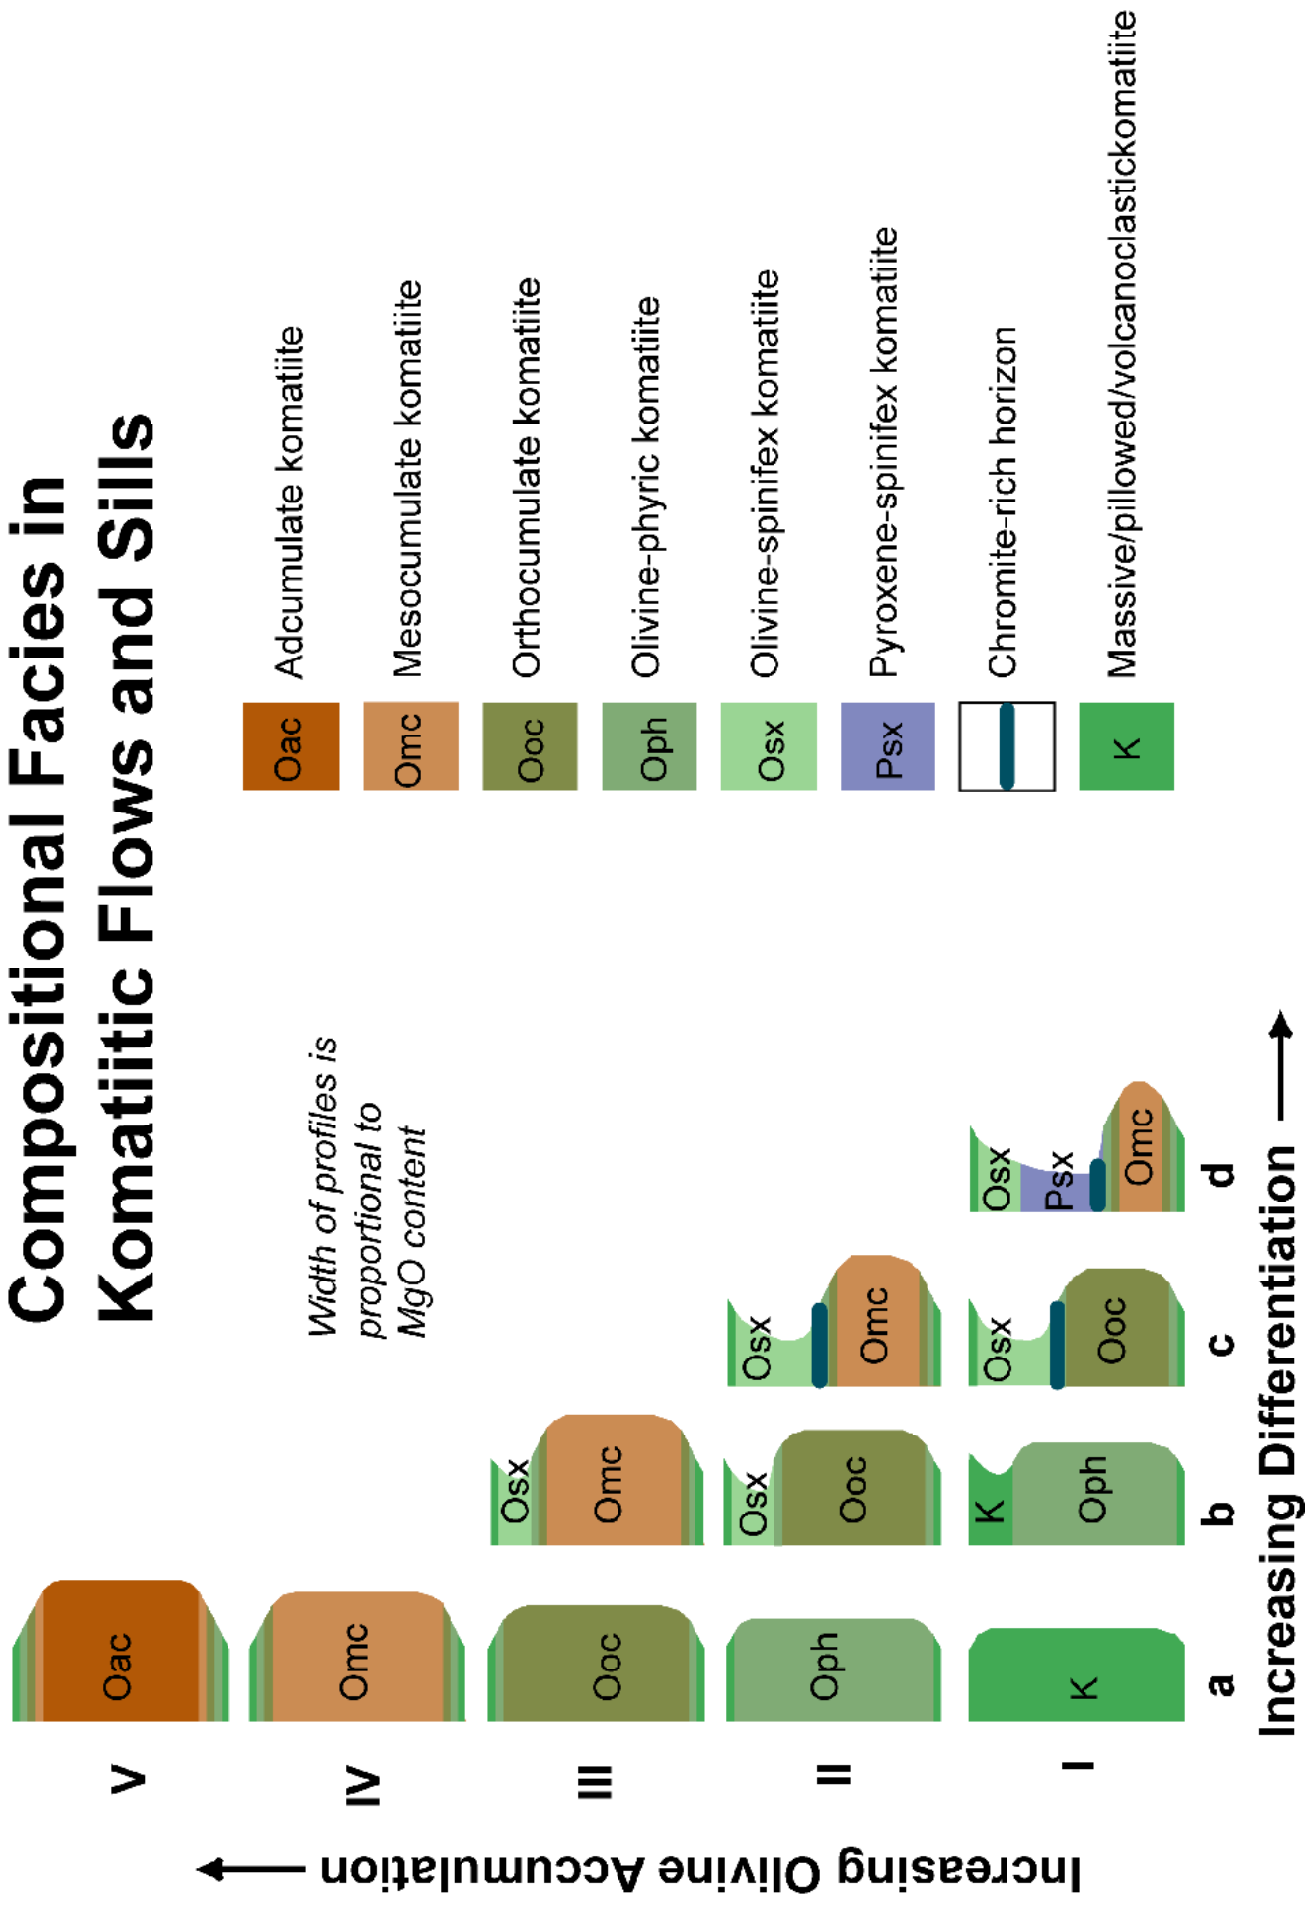 Compositional Facies in
Komatiitic Flows and Sills
Width of profiles is
proportional to
MgO content
Oac Adcumulate komatiite
Omc Mesocumulate komatiite
Ooc Orthocumulate komatiite
Oph Olivine-phyric komatiite
Osx Olivine-spinifex komatiite
Psx Pyroxene-spinifex komatiite
Chromite-rich horizon
K Massive/pillowed/volcanoclastickomatiite
Increasing Olivine Accumulation
V
Oac
IV
Omc
III
Ooc
Osx
Omc
II
Oph
Osx
Ooc
Osx
Omc
I
K
K
Oph
Osx
Ooc
Osx
Psx
Omc
a b c d
Increasing Differentiation